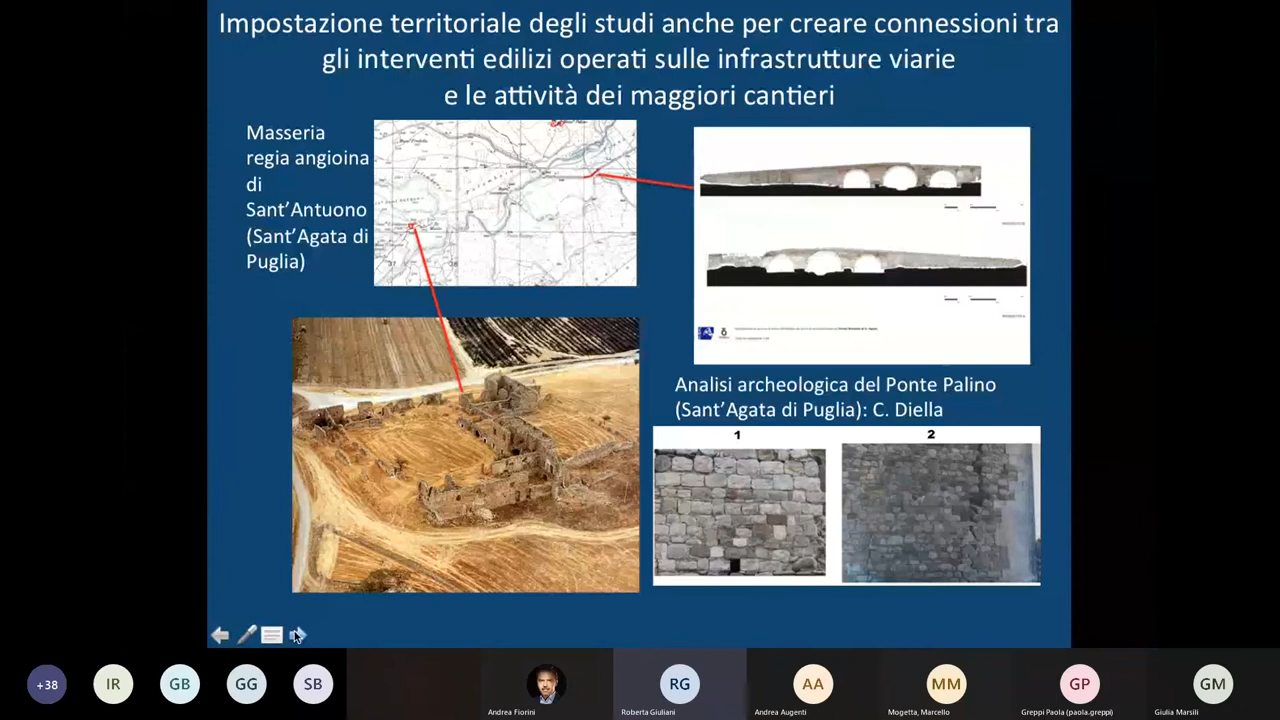 Impostazione territoriale degli studi anche per creare connessioni tra
gli interventi edilizi operati sulle infrastrutture viarie
e le attività dei maggiori cantieri
Masseria
regia angioina
di
Sant'Antuono
(Sant'Agata di
Puglia)
Analisi archeologica del Ponte Palino
(Sant'Agata di Puglia): C. Diella
1
2
+38
IR
GB
GG
SB
RG
AA
MM
GP
GM
Andrea Fiorini
Roberta Giuliani
Andrea Augenti
Mogetta, Marcello
Greppi Paola (paola.greppi)
Giulia Marsili